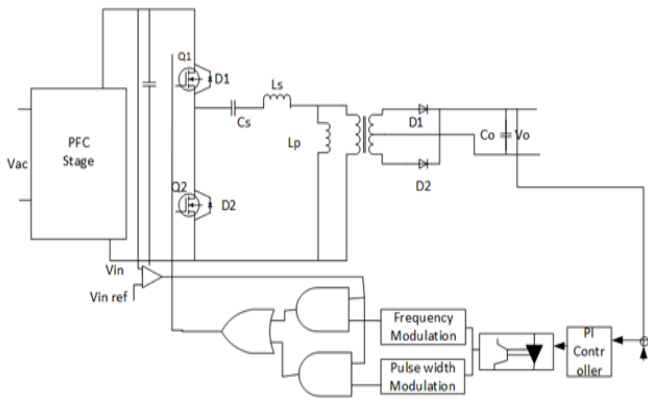 Q1
D1
Ls
Cs
PFC
Stage
Vac
Lp
D1
Co
Vo
D2
Q2
D2
Vin
Vin ref
Frequency
Modulation
Pulse width
Modulation
PI
Contr
oller